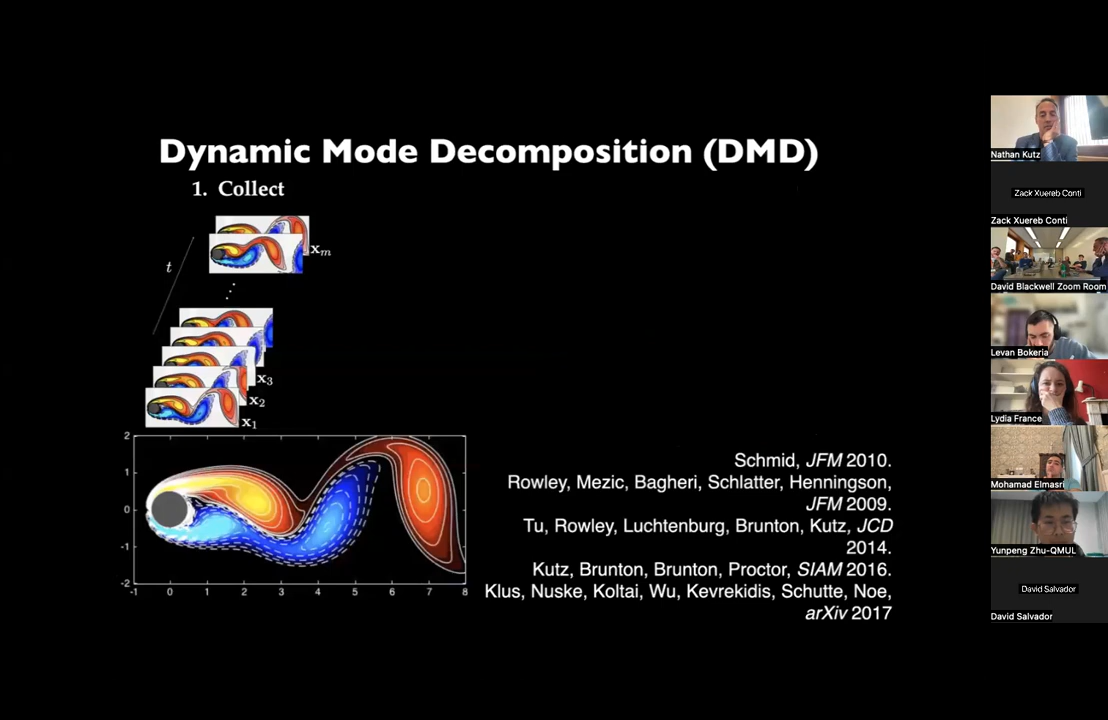 Dynamic Mode Decomposition (DMD)
1. Collect
t
x_m
x_3
x_2
x_1
2
1
0
-1
-2
-1 0 1 2 3 4 5 6 7 8
Schmid, JFM 2010.
Rowley, Mezic, Bagheri, Schlatter, Henningson,
JFM 2009.
Tu, Rowley, Luchtenburg, Brunton, Kutz, JCD
2014.
Kutz, Brunton, Brunton, Proctor, SIAM 2016.
Klus, Nuske, Koltai, Wu, Kevrekidis, Schutte, Noe,
arXiv 2017
Nathan Kutz
Zack Xuereb Conti
Zack Xuereb Conti
David Blackwell Zoom Room
Levan Bokeria
Lydia France
Mohamad Elmasri
Yunpeng Zhu-QMUL
David Salvador
David Salvador